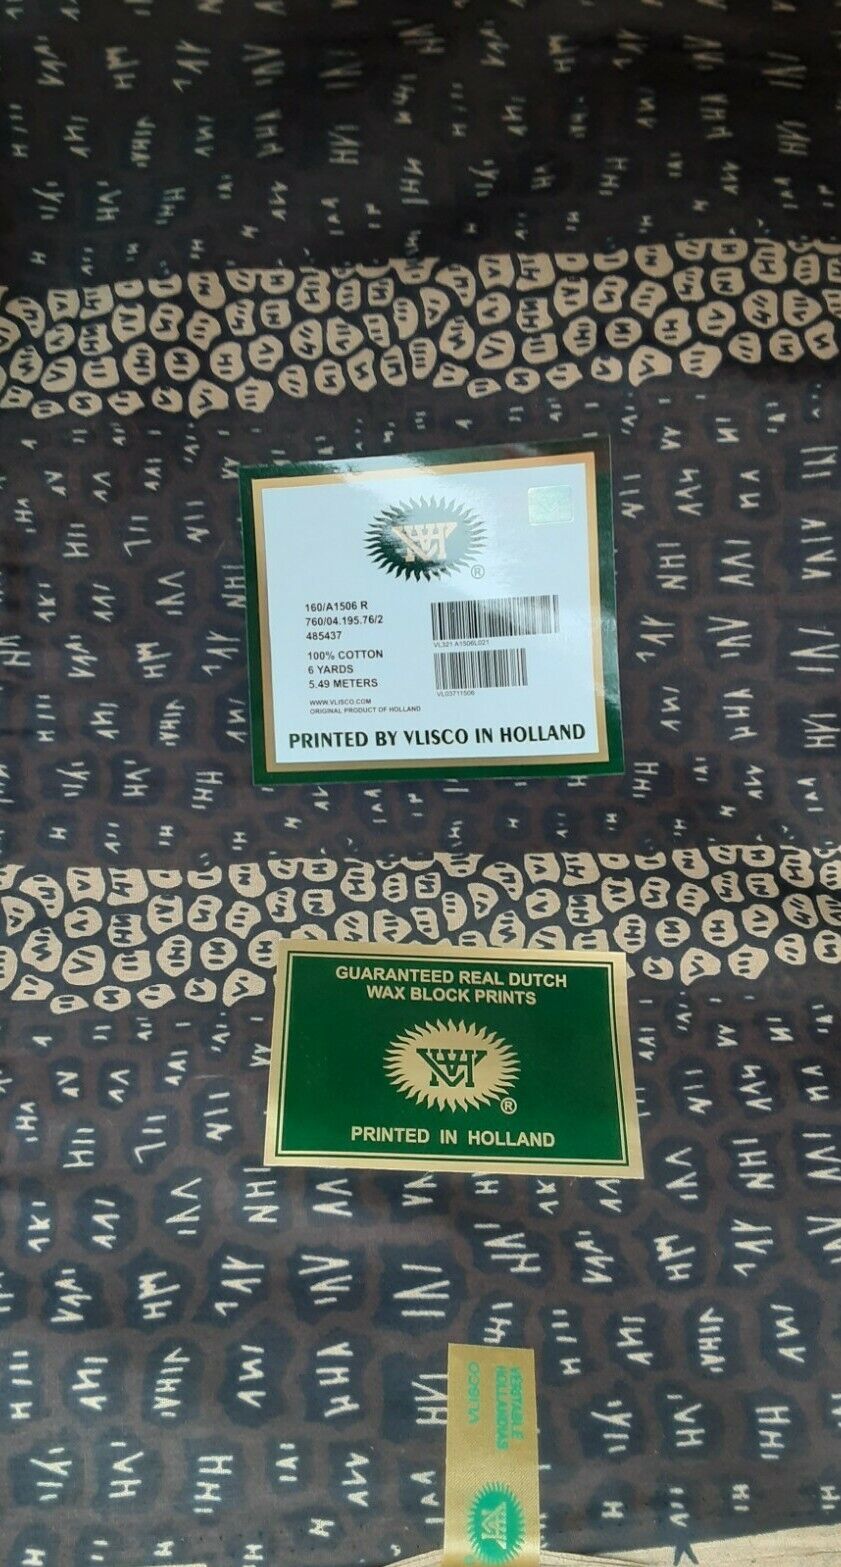 160/A1506 R
760/04.195.76/2
485437
100% COTTON
6 YARDS
5.49 METERS
WWW.VLISCO.COM
ORIGINAL PRODUCT OF HOLLAND
VL321 A1506L021
VL03711506
PRINTED BY VLISCO IN HOLLAND
GUARANTEED REAL DUTCH
WAX BLOCK PRINTS
®
PRINTED IN HOLLAND
VERITABLE
HOLLANDAIS
VLISCO